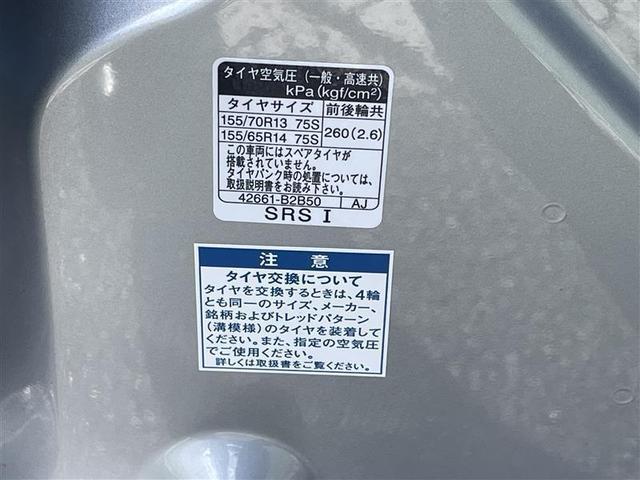 タイヤ空気圧 (一般・高速共)
kPa(kgf/cm²)
タイヤサイズ 前後輪共
155/70R13 75S 260(2.6)
155/65R14 75S
この車両にはスペアタイヤが
搭載されていません。
タイヤパンク時の処置については、
取扱説明書をお読み下さい。
42661-B2B50 AJ
SRS I
注 意
タイヤ交換について
タイヤを交換するときは、4輪
とも同一のサイズ、メーカー、
銘柄およびトレッドパターン
(溝模様)のタイヤを装着して
ください。また、指定の空気圧
でご使用ください。
詳しくは取扱書をご覧ください。